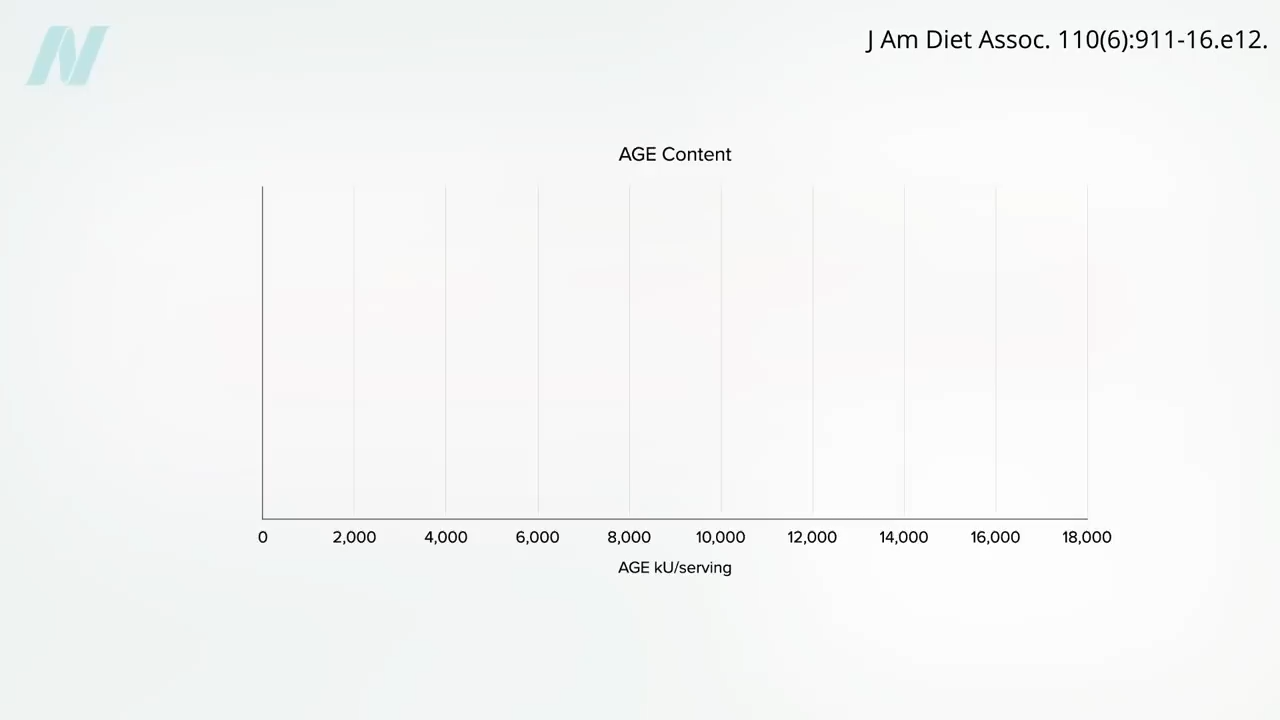 J Am Diet Assoc. 110(6):911-16.e12.
AGE Content
0 2,000 4,000 6,000 8,000 10,000 12,000 14,000 16,000 18,000
AGE kU/serving